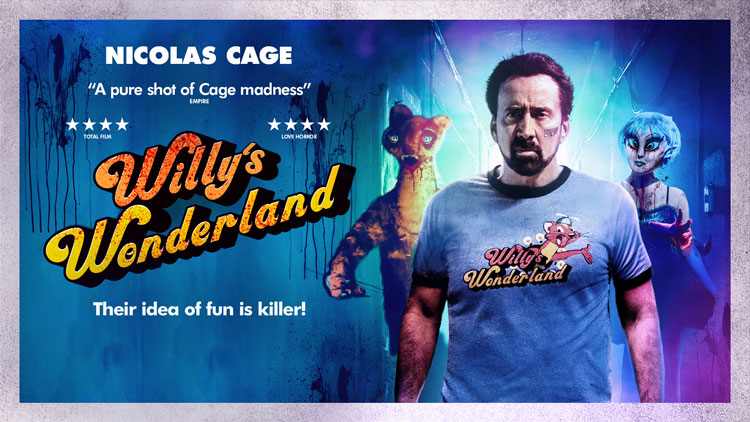 NICOLAS CAGE
“A pure shot of Cage madness”
EMPIRE
★★★★ ★★★★
TOTAL FILM LOVE HORROR
Willy's
Wonderland
Their idea of fun is killer!
Willy's
Wonderland